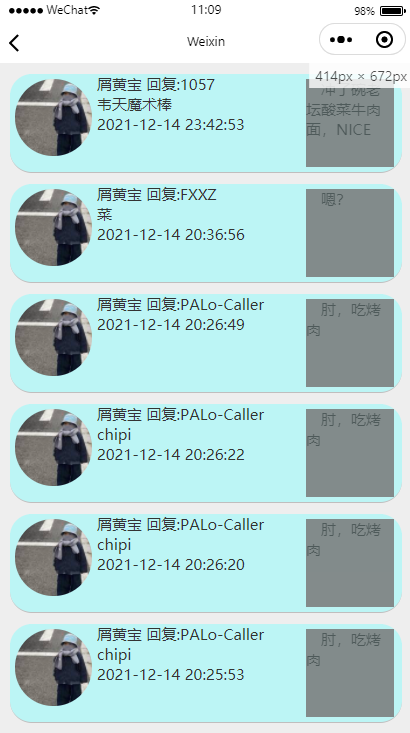 WeChat
11:09
98%
Weixin
414px × 672px
屑黄宝 回复:1057
韦天魔术棒
2021-12-14 23:42:53
冲了碗老
坛酸菜牛肉
面，NICE
屑黄宝 回复:FXXZ
菜
2021-12-14 20:36:56
嗯?
屑黄宝 回复:PALo-Caller
2021-12-14 20:26:49
肘，吃烤
肉
屑黄宝 回复:PALo-Caller
chipi
2021-12-14 20:26:22
肘，吃烤
肉
屑黄宝 回复:PALo-Caller
chipi
2021-12-14 20:26:20
肘，吃烤
肉
屑黄宝 回复:PALo-Caller
chipi
2021-12-14 20:25:53
肘，吃烤
肉